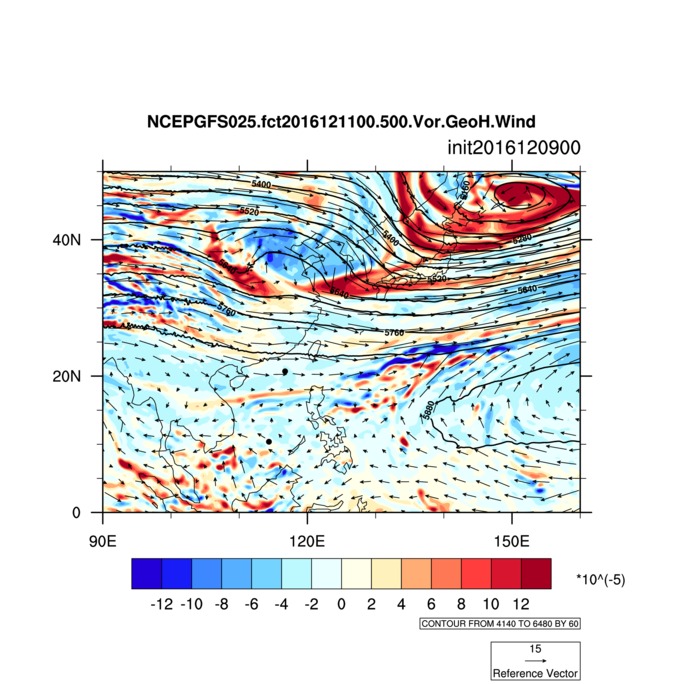 NCEPGFS025.fct2016121100.500.Vor.GeoH.Wind
init2016120900
5400
5160
5520
5400
5280
5520
5640
5640
5760
5760
5880
40N
20N
0
90E 120E 150E
-12 -10 -8 -6 -4 -2 0 2 4 6 8 10 12
*10^(-5)
CONTOUR FROM 4140 TO 6480 BY 60
15
Reference Vector